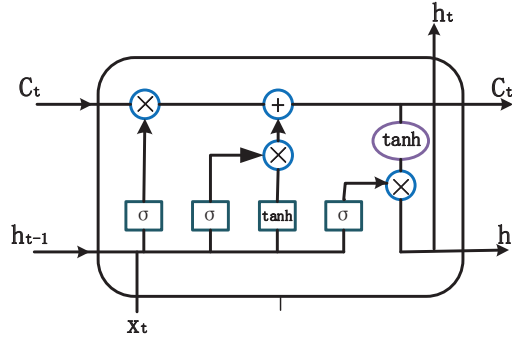 hₜ
Cₜ
×
+
Cₜ
tanh
×
×
σ
σ
tanh
σ
hₜ₋₁
h
xₜ